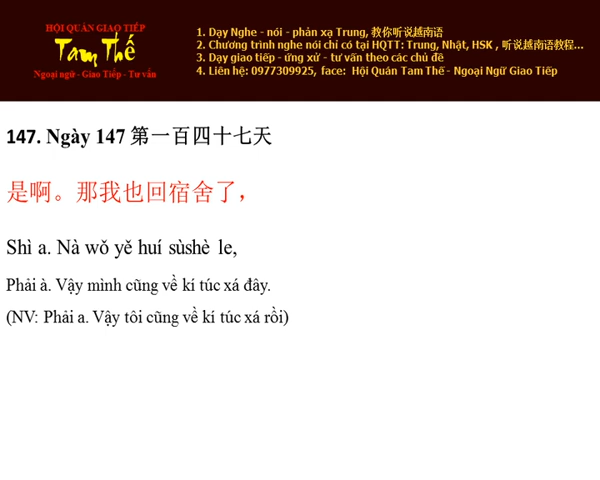 HỘI QUÁN GIAO TIẾP
Tam Thế
Ngoại ngữ - Giao Tiếp - Tư vấn
1. Dạy Nghe - nói - phản xạ Trung, 教你听说越南语
2. Chương trình nghe nói chỉ có tại HQTT: Trung, Nhật, HSK , 听说越南语教程...
3. Dạy giao tiếp - ứng xử - tư vấn theo các chủ đề
4. Liên hệ: 0977309925, face: Hội Quán Tam Thế - Ngoại Ngữ Giao Tiếp
147. Ngày 147 第一百四十七天
是啊。那我也回宿舍了，
Shì a. Nà wǒ yě huí sùshè le,
Phải à. Vậy mình cũng về kí túc xá đây.
(NV: Phải a. Vậy tôi cũng về kí túc xá rồi)